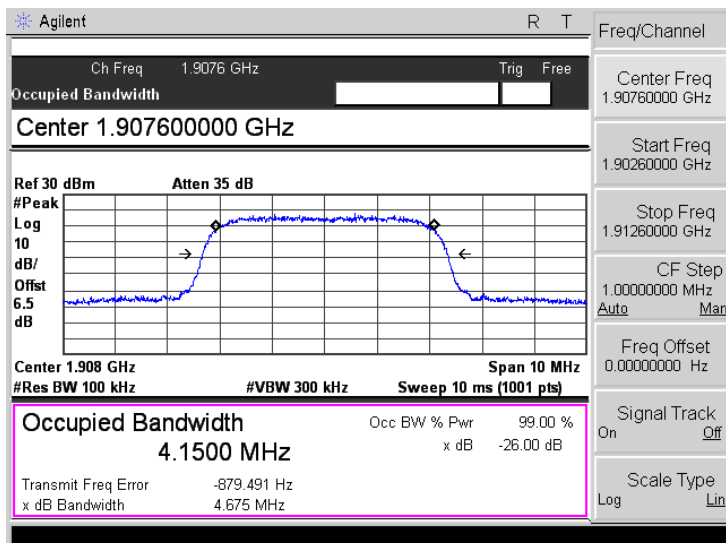 Agilent R T
Freq/Channel
Ch Freq 1.9076 GHz Trig Free
Occupied Bandwidth
Center 1.907600000 GHz
Ref 30 dBm Atten 35 dB
#Peak
Log
10
dB/
Offst
6.5
dB
Center 1.908 GHz Span 10 MHz
#Res BW 100 kHz #VBW 300 kHz Sweep 10 ms (1001 pts)
Occupied Bandwidth Occ BW % Pwr 99.00 %
4.1500 MHz x dB -26.00 dB
Transmit Freq Error -879.491 Hz
x dB Bandwidth 4.675 MHz
Center Freq
1.90760000 GHz
Start Freq
1.90260000 GHz
Stop Freq
1.91260000 GHz
CF Step
1.00000000 MHz
Auto Man
Freq Offset
0.00000000 Hz
Signal Track
On Off
Scale Type
Log Lin